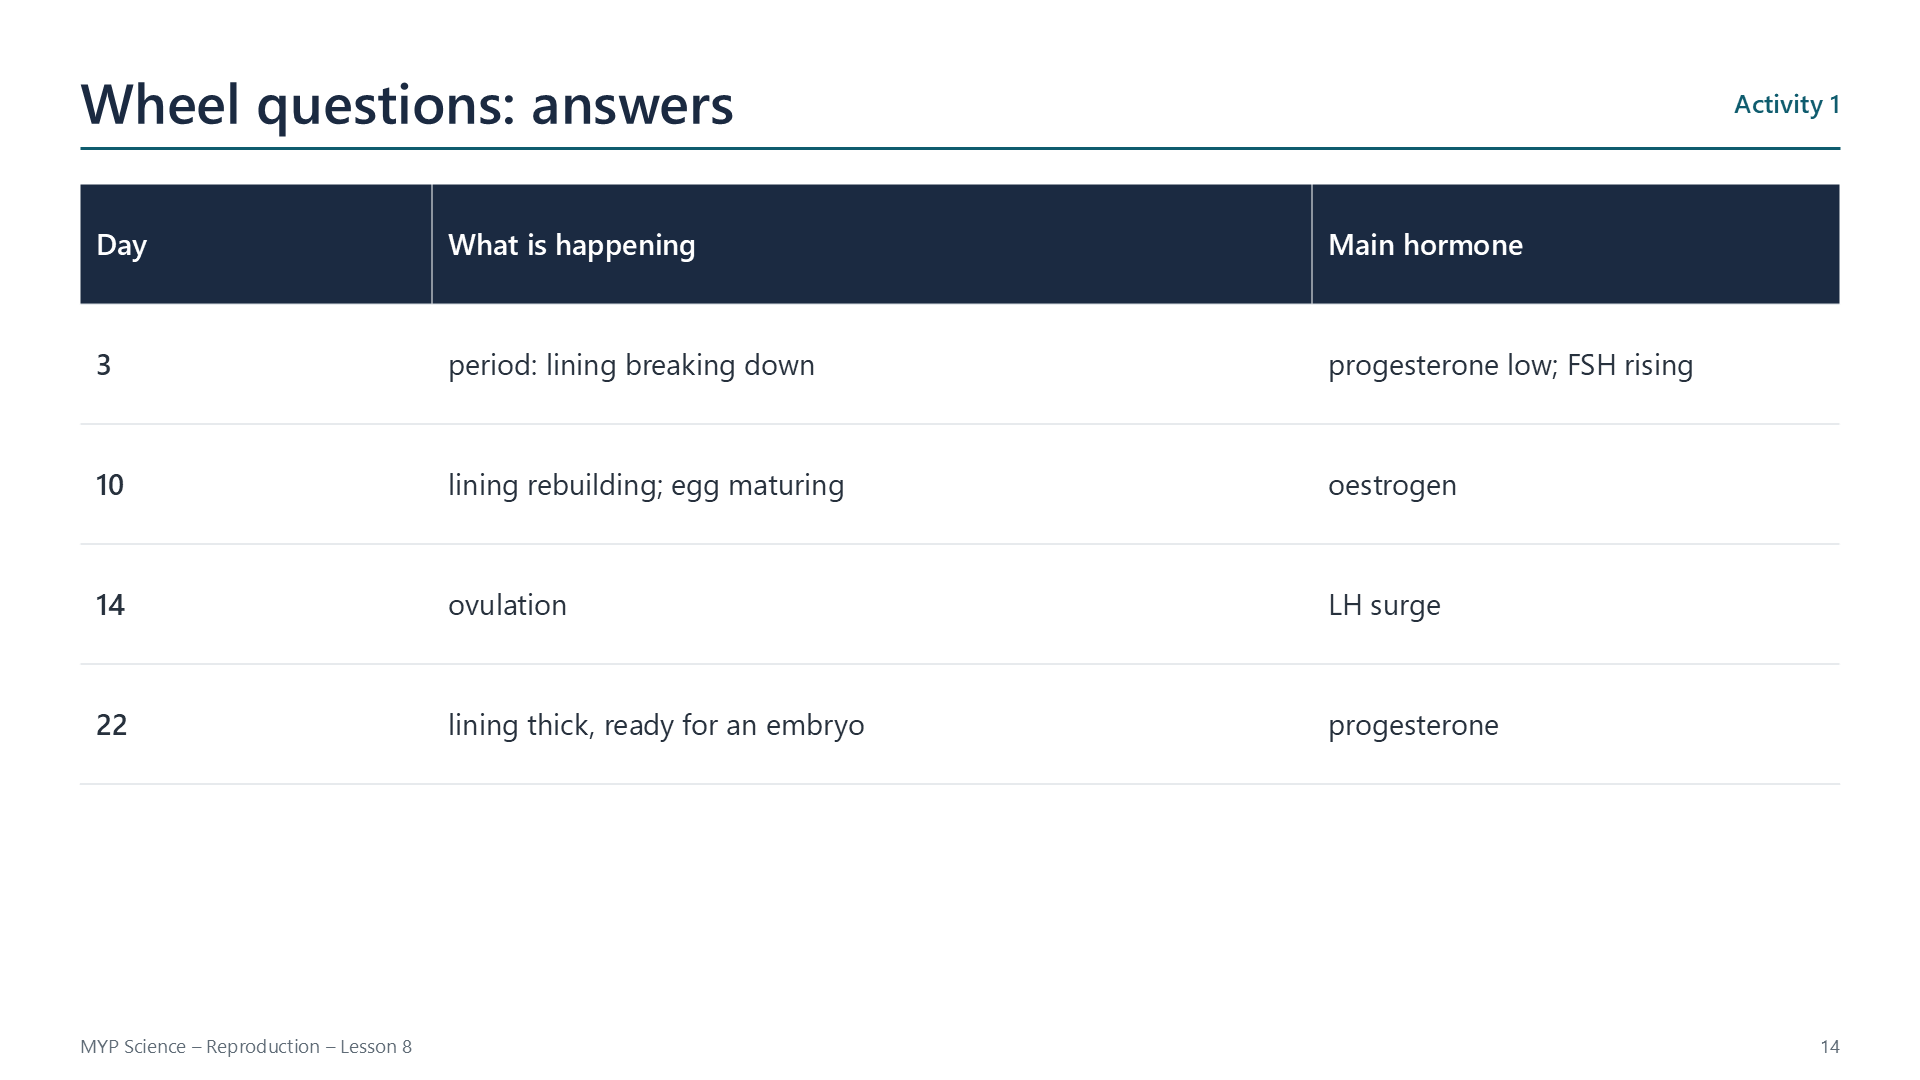 Wheel questions: answers
Activity 1
Day What is happening Main hormone
3 period: lining breaking down progesterone low; FSH rising
10 lining rebuilding; egg maturing oestrogen
14 ovulation LH surge
22 lining thick, ready for an embryo progesterone
MYP Science – Reproduction – Lesson 8 14